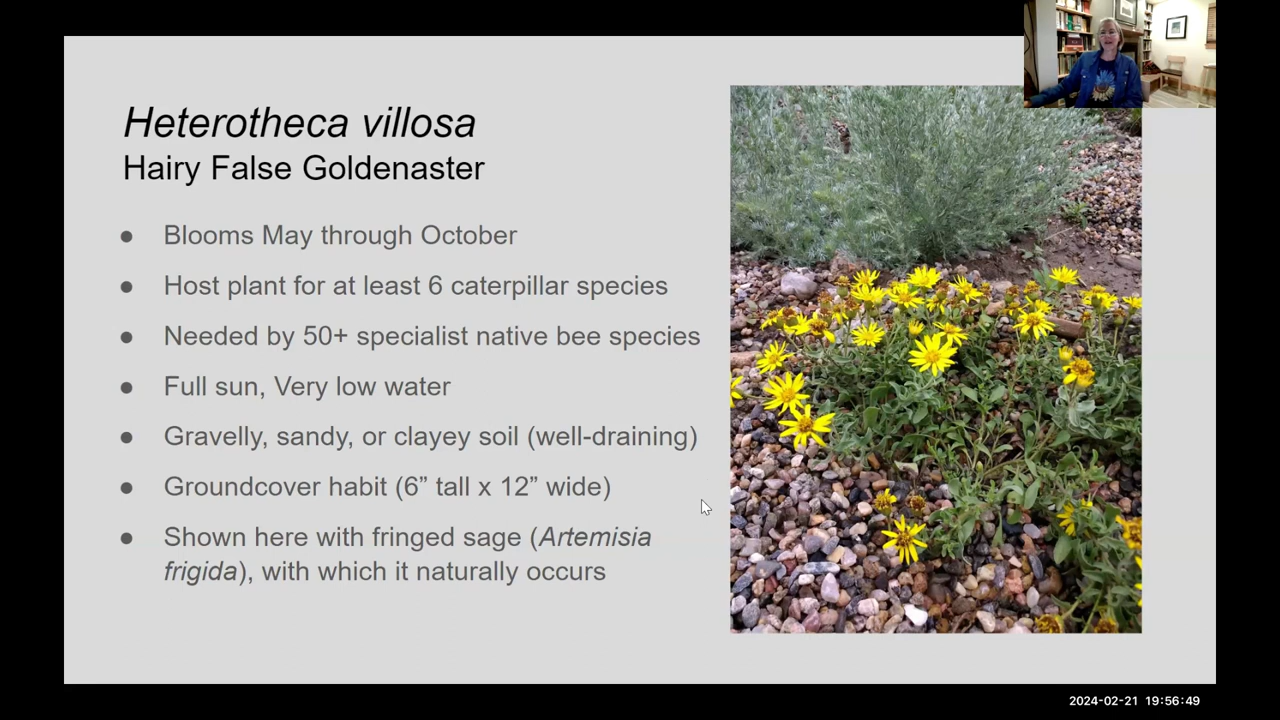 Heterotheca villosa
Hairy False Goldenaster
● Blooms May through October
● Host plant for at least 6 caterpillar species
● Needed by 50+ specialist native bee species
● Full sun, Very low water
● Gravelly, sandy, or clayey soil (well-draining)
● Groundcover habit (6” tall x 12” wide)
● Shown here with fringed sage (Artemisia
frigida), with which it naturally occurs
2024-02-21 19:56:49